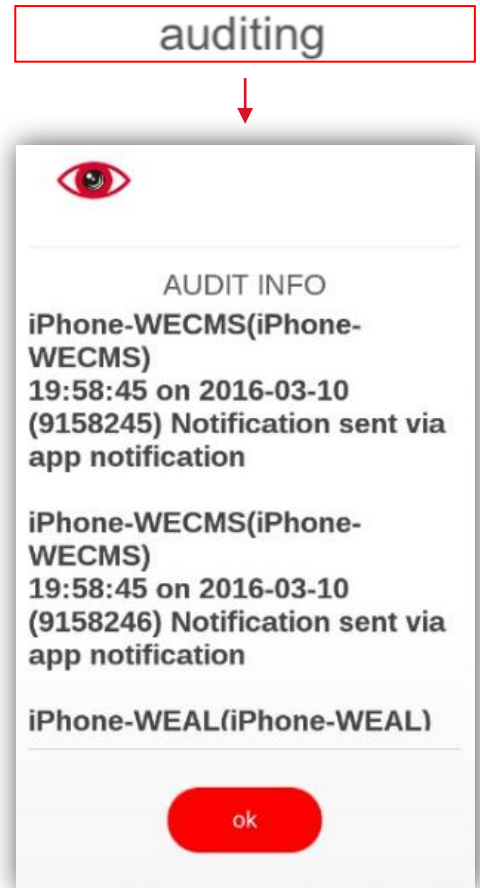 auditing
AUDIT INFO
iPhone-WECMS(iPhone-
WECMS)
19:58:45 on 2016-03-10
(9158245) Notification sent via
app notification
iPhone-WECMS(iPhone-
WECMS)
19:58:45 on 2016-03-10
(9158246) Notification sent via
app notification
iPhone-WEAL(iPhone-WEAL)
ok